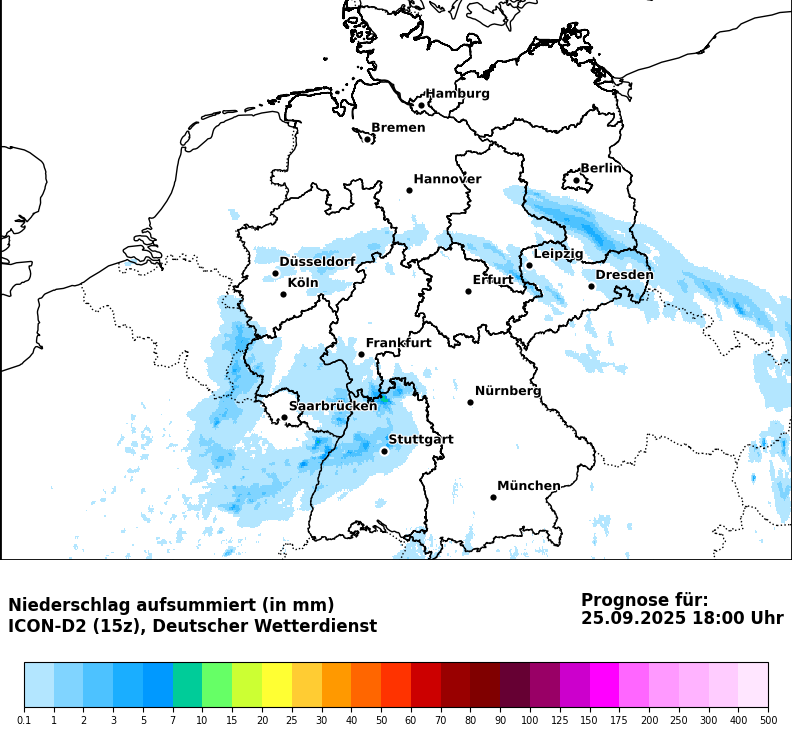 Hamburg
Bremen
Berlin
Hannover
Leipzig
Düsseldorf
Dresden
Köln
Erfurt
Frankfurt
Nürnberg
Saarbrücken
Stuttgart
München
Niederschlag aufsummiert (in mm)
ICON-D2 (15z), Deutscher Wetterdienst
Prognose für:
25.09.2025 18:00 Uhr
0.1 1 2 3 5 7 10 15 20 25 30 40 50 60 70 80 90 100 125 150 175 200 250 300 400 500